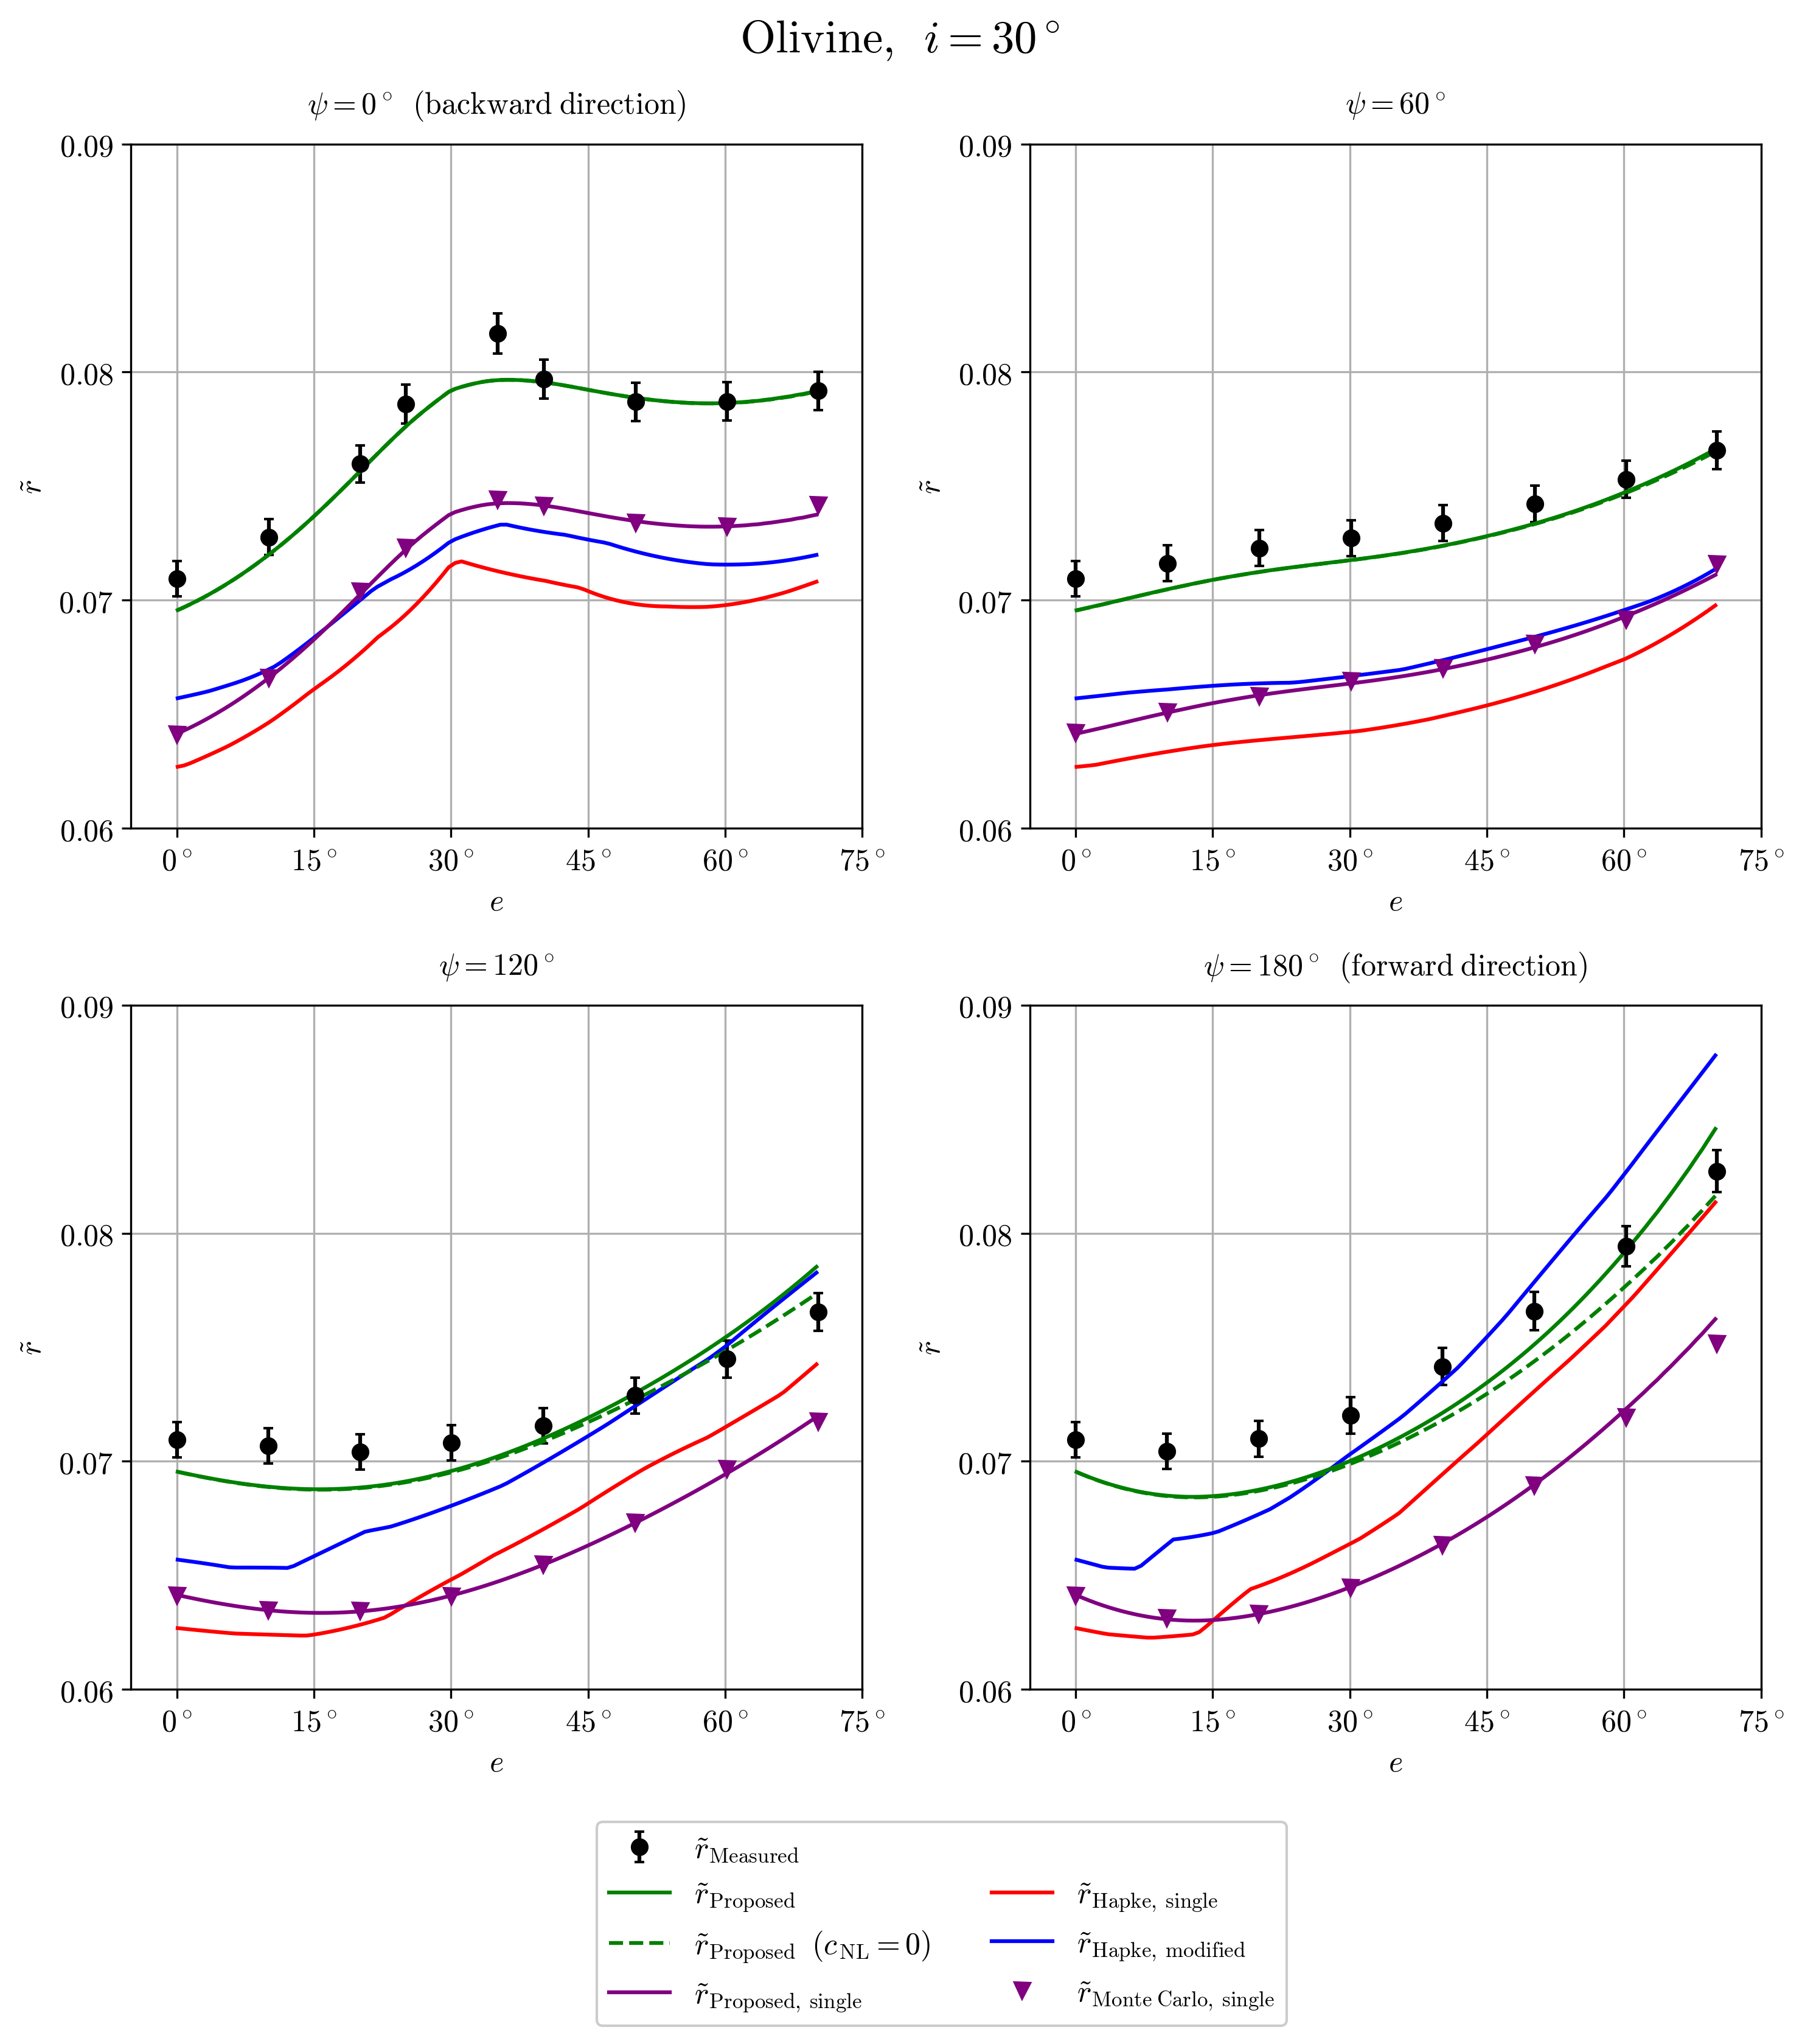 Olivine, i = 30°
ψ = 0° (backward direction)
0.09
0.08
0.07
0.06
r̃
0° 15° 30° 45° 60° 75°
e
ψ = 60°
0.09
0.08
0.07
0.06
r̃
0° 15° 30° 45° 60° 75°
e
ψ = 120°
0.09
0.08
0.07
0.06
r̃
0° 15° 30° 45° 60° 75°
e
ψ = 180° (forward direction)
0.09
0.08
0.07
0.06
r̃
0° 15° 30° 45° 60° 75°
e
r̃ Measured
r̃ Proposed
r̃ Proposed (c NL = 0)
r̃ Proposed, single
r̃ Hapke, single
r̃ Hapke, modified
r̃ Monte Carlo, single